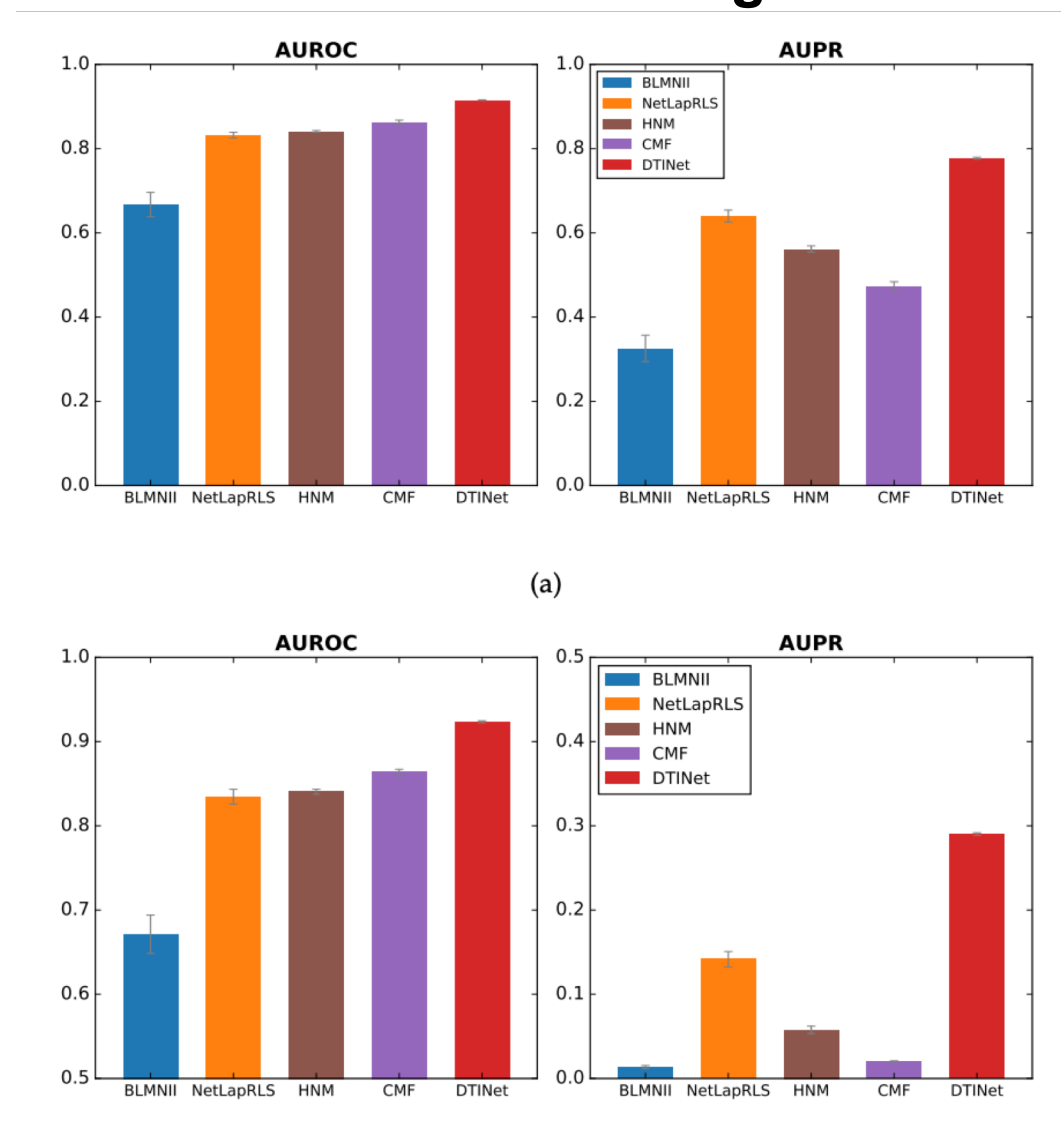 AUROC
1.0
0.8
0.6
0.4
0.2
0.0
BLMNII NetLapRLS HNM CMF DTINet
AUPR
1.0
0.8
0.6
0.4
0.2
0.0
BLMNII
NetLapRLS
HNM
CMF
DTINet
BLMNII NetLapRLS HNM CMF DTINet
(a)
AUROC
1.0
0.9
0.8
0.7
0.6
0.5
BLMNII NetLapRLS HNM CMF DTINet
AUPR
0.5
0.4
0.3
0.2
0.1
0.0
BLMNII
NetLapRLS
HNM
CMF
DTINet
BLMNII NetLapRLS HNM CMF DTINet